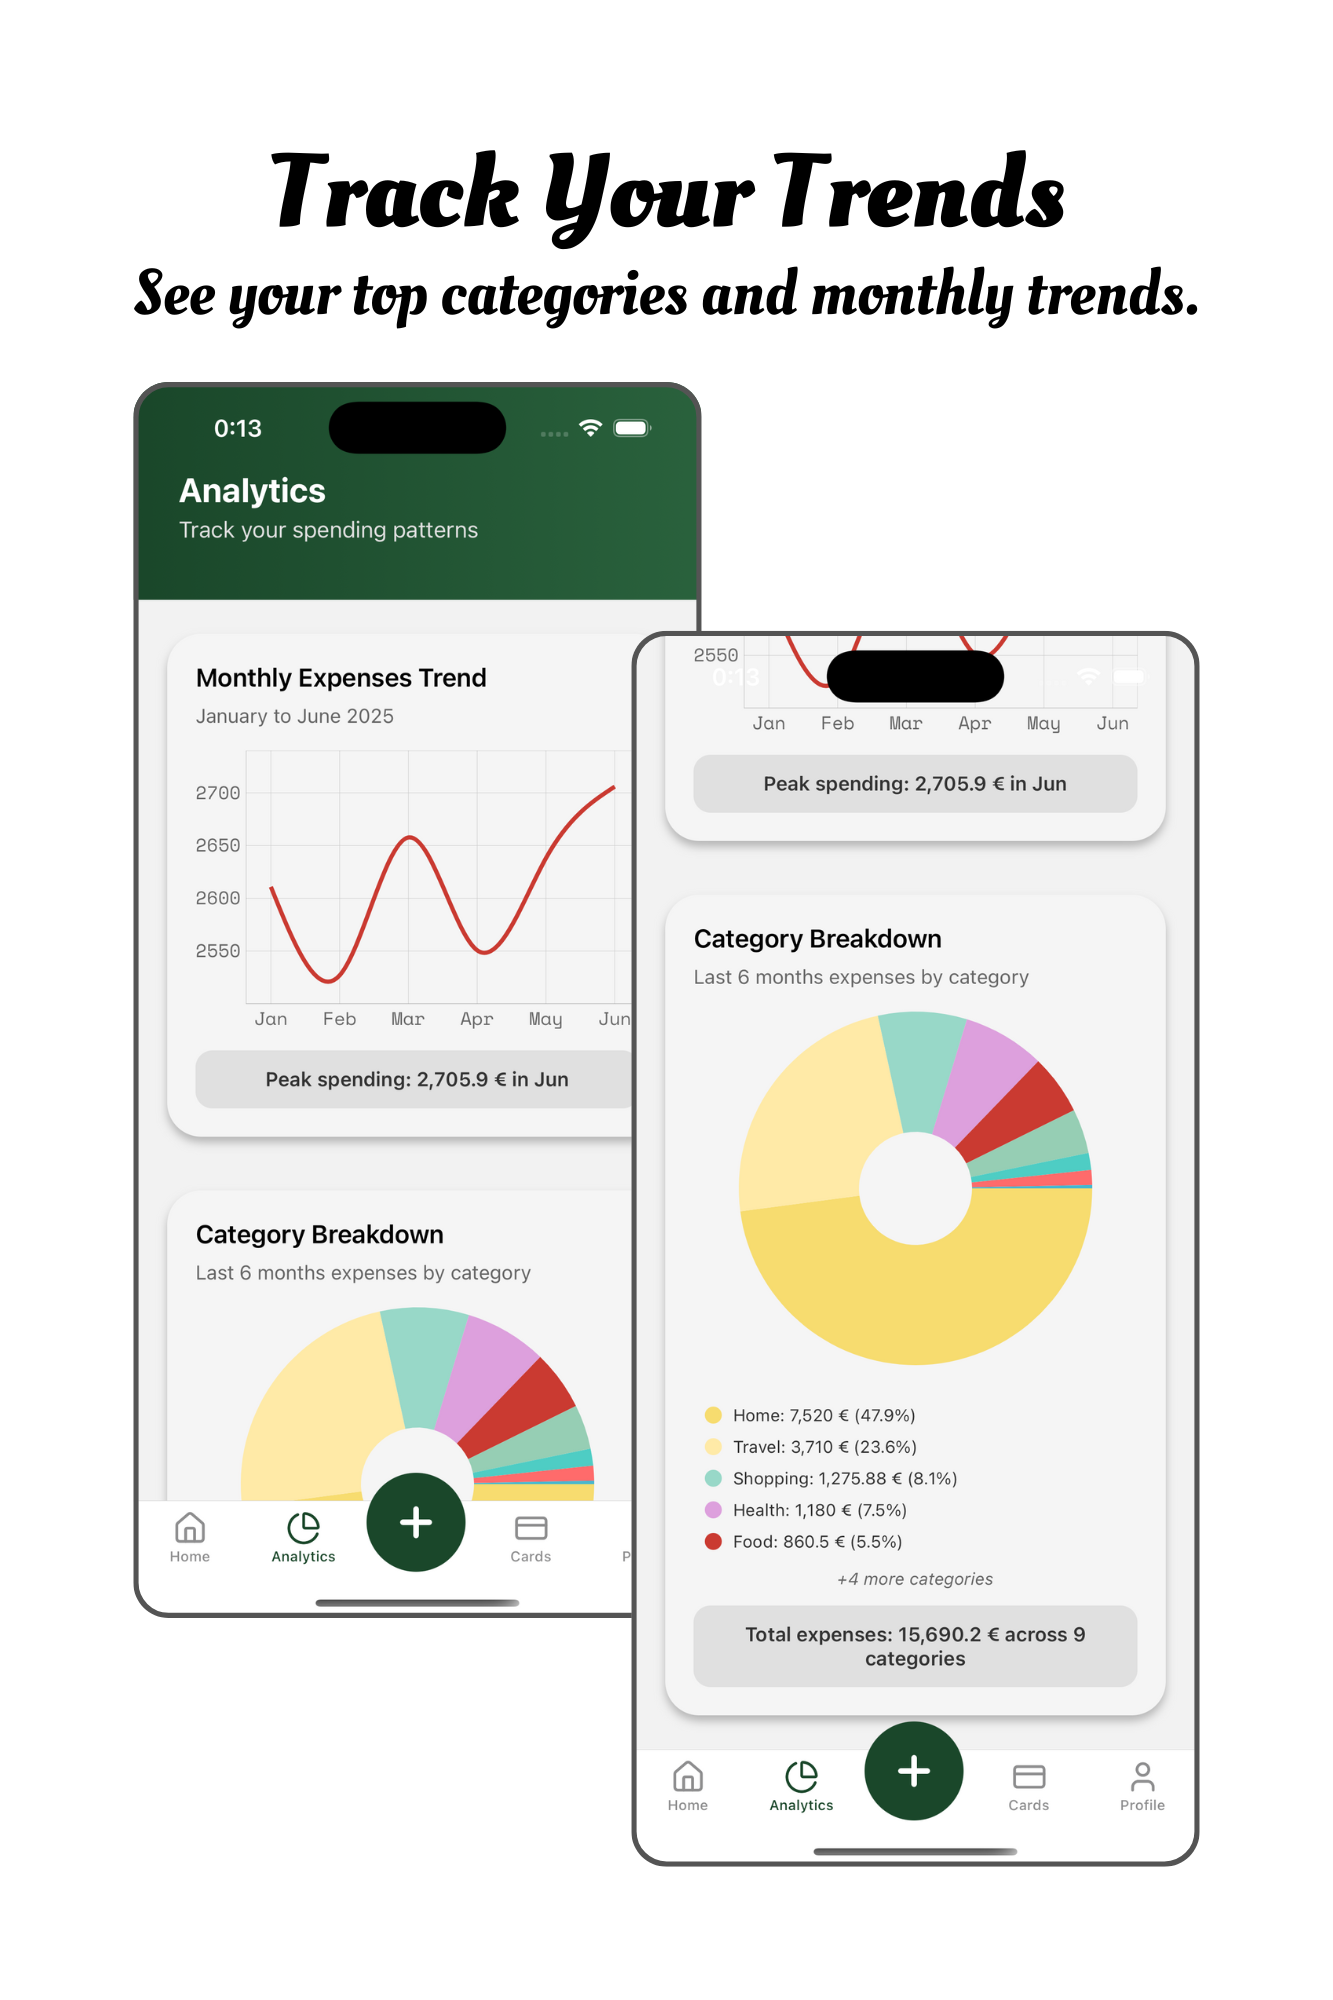 Track Your Trends
See your top categories and monthly trends.
0:13
Analytics
Track your spending patterns
Monthly Expenses Trend
January to June 2025
2700
2650
2600
2550
Jan Feb Mar Apr May Jun
Peak spending: 2,705.9 € in Jun
Category Breakdown
Last 6 months expenses by category
Home Analytics Cards P
2550
0:13
Jan Feb Mar Apr May Jun
Peak spending: 2,705.9 € in Jun
Category Breakdown
Last 6 months expenses by category
Home: 7,520 € (47.9%)
Travel: 3,710 € (23.6%)
Shopping: 1,275.88 € (8.1%)
Health: 1,180 € (7.5%)
Food: 860.5 € (5.5%)
+4 more categories
Total expenses: 15,690.2 € across 9
categories
Home Analytics Cards Profile